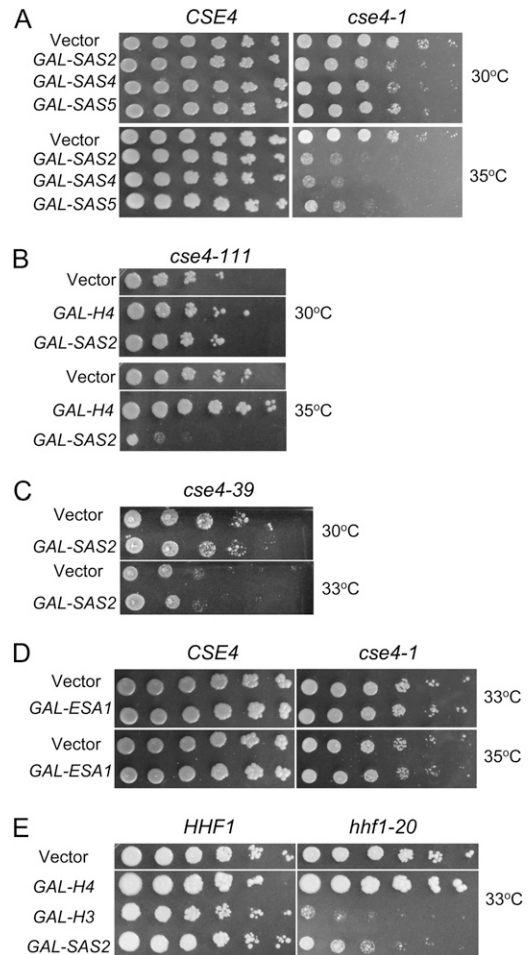 A
CSE4 cse4-1
Vector
GAL-SAS2
GAL-SAS4
GAL-SAS5
30°C
Vector
GAL-SAS2
GAL-SAS4
GAL-SAS5
35°C
B
cse4-111
Vector
GAL-H4
GAL-SAS2
30°C
Vector
GAL-H4
GAL-SAS2
35°C
C
cse4-39
Vector
GAL-SAS2
30°C
Vector
GAL-SAS2
33°C
D
CSE4 cse4-1
Vector
GAL-ESA1
33°C
Vector
GAL-ESA1
35°C
E
HHF1 hhf1-20
Vector
GAL-H4
GAL-H3
GAL-SAS2
33°C